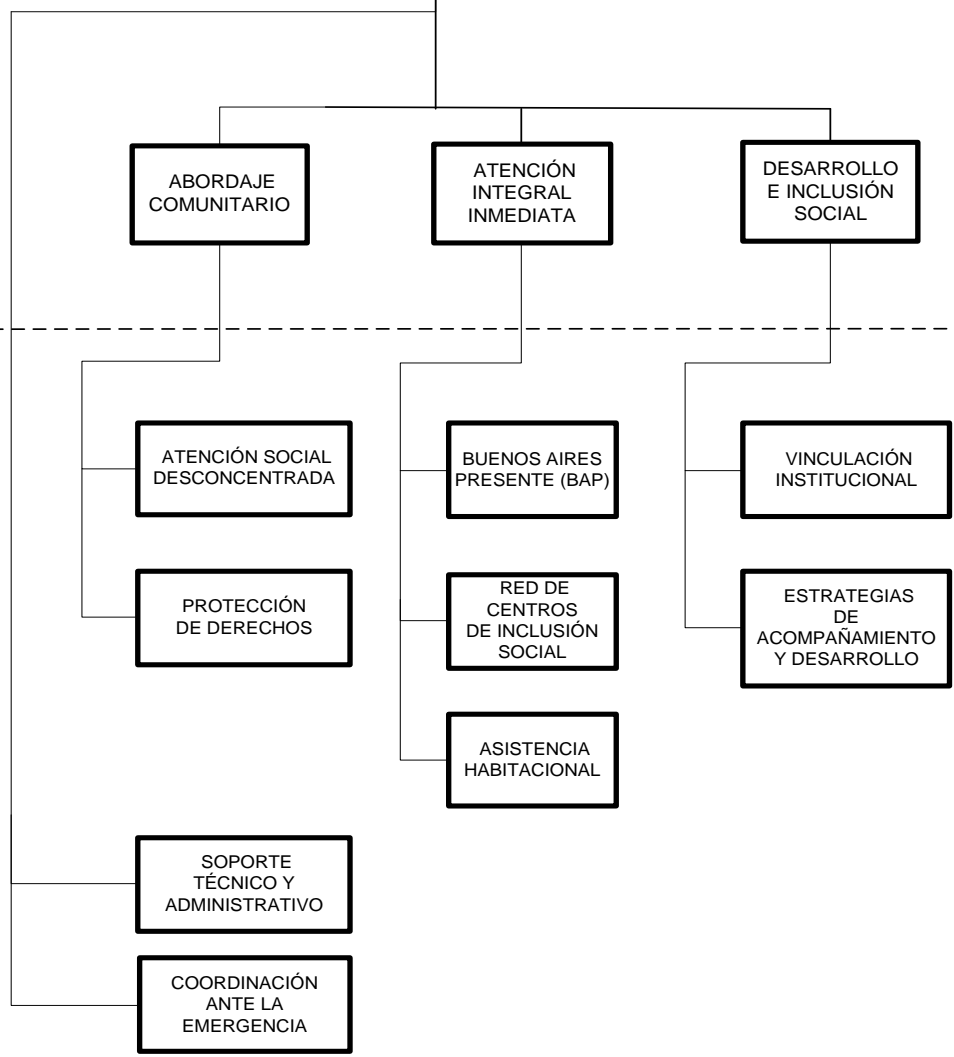 ABORDAJE
COMUNITARIO
ATENCIÓN
INTEGRAL
INMEDIATA
DESARROLLO
E INCLUSIÓN
SOCIAL
ATENCIÓN SOCIAL
DESCONCENTRADA
BUENOS AIRES
PRESENTE (BAP)
VINCULACIÓN
INSTITUCIONAL
PROTECCIÓN
DE DERECHOS
RED DE
CENTROS
DE INCLUSIÓN
SOCIAL
ESTRATEGIAS
DE
ACOMPAÑAMIENTO
Y DESARROLLO
ASISTENCIA
HABITACIONAL
SOPORTE
TÉCNICO Y
ADMINISTRATIVO
COORDINACIÓN
ANTE LA
EMERGENCIA